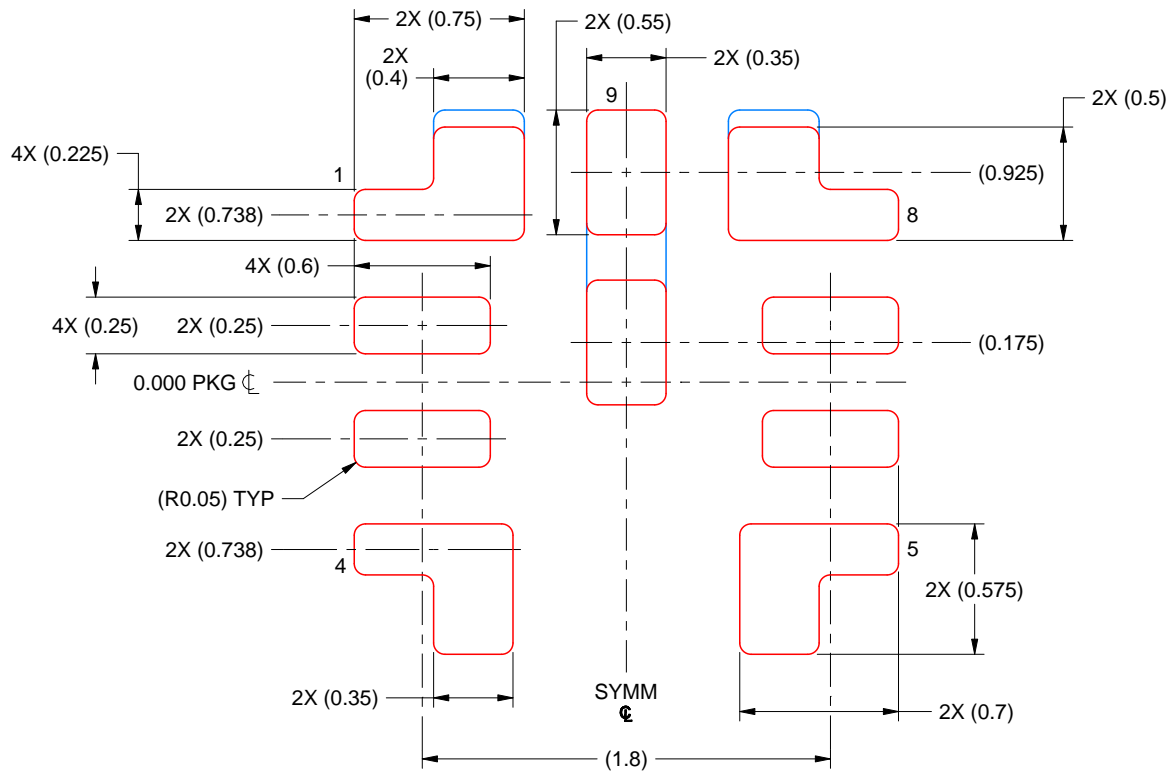 2X (0.75)
2X (0.55)
2X
(0.4)
2X (0.35)
9
2X (0.5)
4X (0.225)
1
(0.925)
2X (0.738)
8
4X (0.6)
4X (0.25)
2X (0.25)
(0.175)
0.000 PKG ℄
2X (0.25)
(R0.05) TYP
2X (0.738)
4
5
2X (0.575)
2X (0.35)
SYMM
℄
2X (0.7)
(1.8)